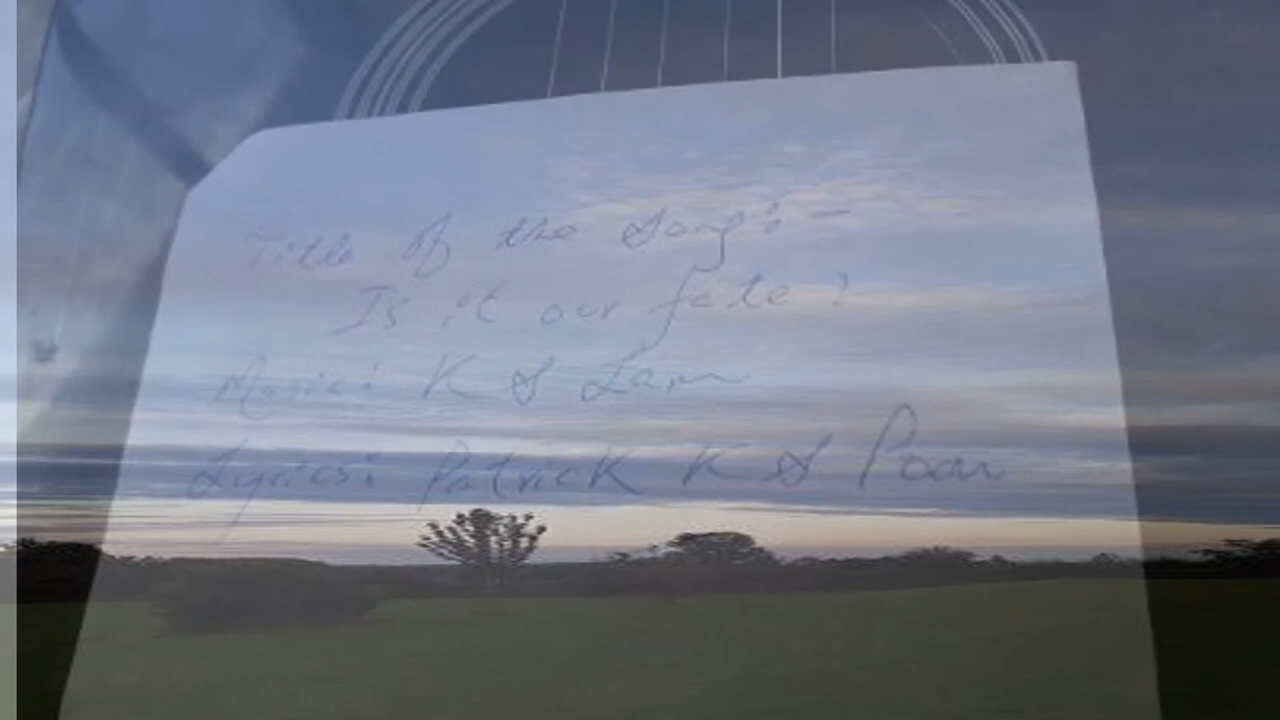 Title Of the Song:-
Is it our fate?
Music: K S Lam
Lyrics: Patrick K S Poon